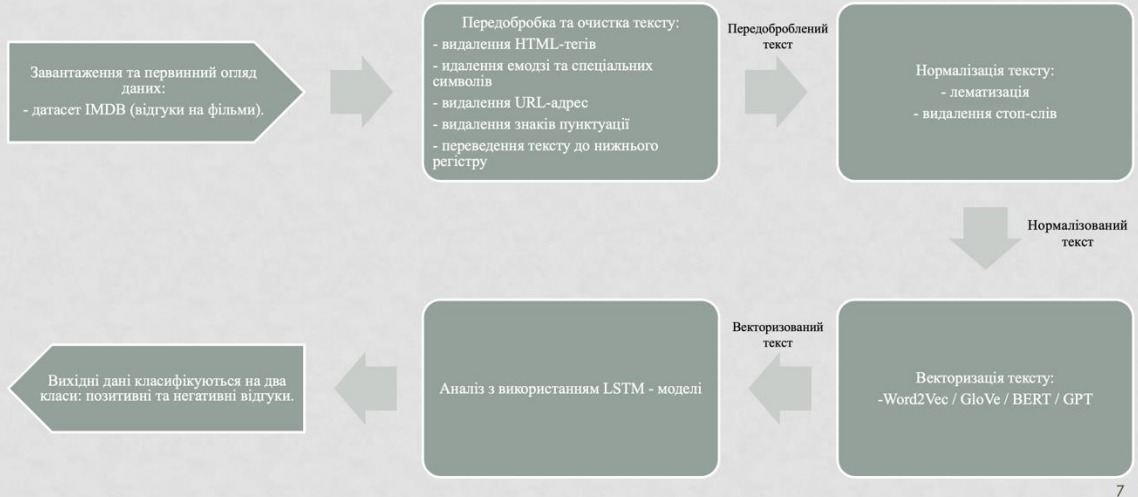 Завантаження та первинний огляд
даних:
- датасет IMDB (відгуки на фільми).
Передобробка та очистка тексту:
- видалення HTML-тегів
- идалення емодзі та спеціальних
символів
- видалення URL-адрес
- видалення знаків пунктуації
- переведення тексту до нижнього
регістру
Передоброблений
текст
Нормалізація тексту:
- лематизація
- видалення стоп-слів
Нормалізований
текст
Векторизація тексту:
-Word2Vec / GloVe / BERT / GPT
Векторизований
текст
Аналіз з використанням LSTM - моделі
Вихідні дані класифікуються на два
класи: позитивні та негативні відгуки.
7